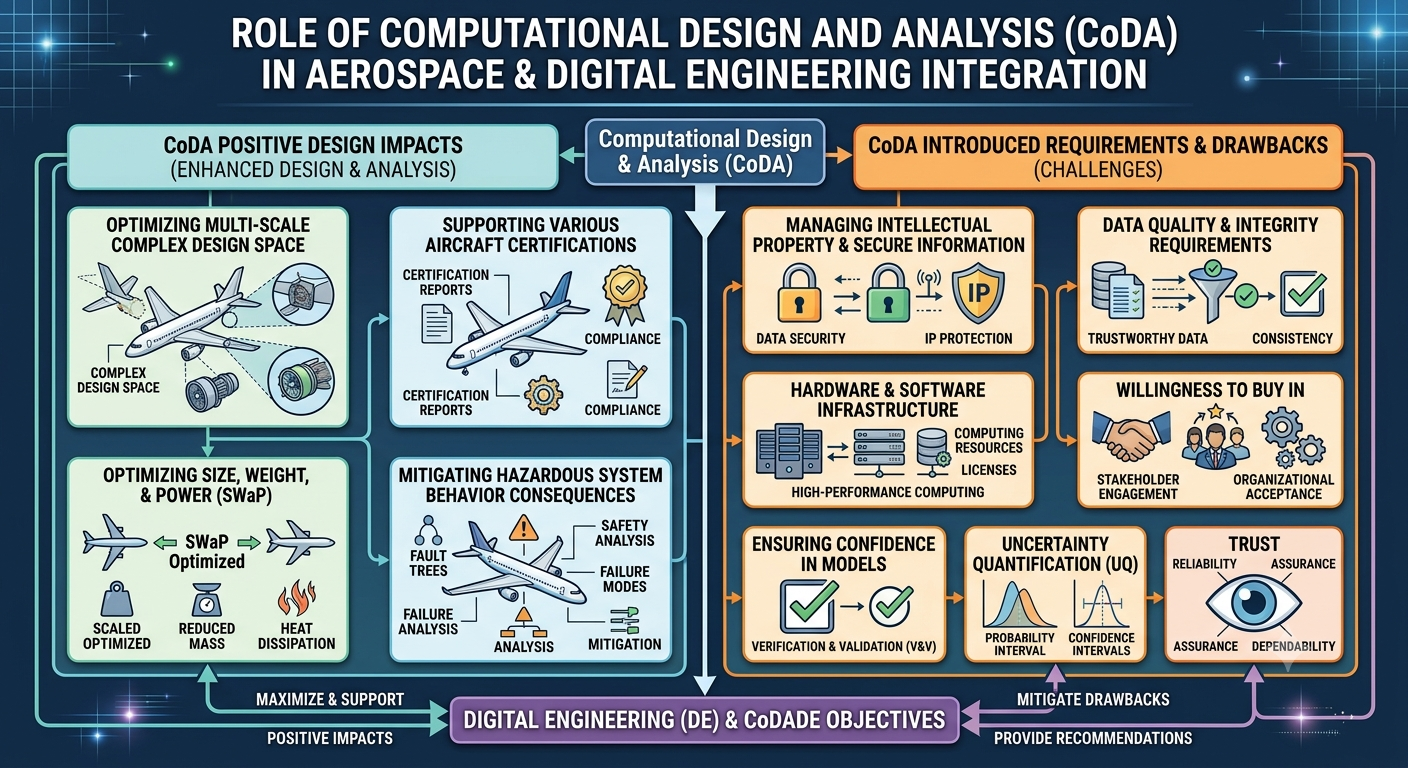 ROLE OF COMPUTATIONAL DESIGN AND ANALYSIS (CoDA)
IN AEROSPACE & DIGITAL ENGINEERING INTEGRATION
CoDA POSITIVE DESIGN IMPACTS
(ENHANCED DESIGN & ANALYSIS)
Computational Design
& Analysis (CoDA)
CoDA INTRODUCED REQUIREMENTS & DRAWBACKS
(CHALLENGES)
OPTIMIZING MULTI-SCALE
COMPLEX DESIGN SPACE
COMPLEX
DESIGN SPACE
SUPPORTING VARIOUS
AIRCRAFT CERTIFICATIONS
CERTIFICATION
REPORTS
COMPLIANCE
CERTIFICATION
REPORTS
COMPLIANCE
OPTIMIZING SIZE, WEIGHT,
& POWER (SWaP)
SWaP
Optimized
SCALED
OPTIMIZED
REDUCED
MASS
HEAT
DISSIPATION
MITIGATING HAZARDOUS SYSTEM
BEHAVIOR CONSEQUENCES
FAULT
TREES
SAFETY
ANALYSIS
FAILURE
MODES
FAILURE
ANALYSIS
ANALYSIS
MITIGATION
MANAGING INTELLECTUAL
PROPERTY & SECURE INFORMATION
IP
DATA SECURITY
IP PROTECTION
DATA QUALITY & INTEGRITY
REQUIREMENTS
TRUSTWORTHY DATA
CONSISTENCY
HARDWARE & SOFTWARE
INFRASTRUCTURE
COMPUTING
RESOURCES
LICENSES
HIGH-PERFORMANCE COMPUTING
WILLINGNESS TO BUY IN
STAKEHOLDER
ENGAGEMENT
ORGANIZATIONAL
ACCEPTANCE
ENSURING CONFIDENCE
IN MODELS
VERIFICATION & VALIDATION (V&V)
UNCERTAINTY
QUANTIFICATION (UQ)
PROBABILITY
INTERVAL
CONFIDENCE
INTERVALS
TRUST
RELIABILITY
ASSURANCE
ASSURANCE
DEPENDABILITY
MAXIMIZE & SUPPORT
POSITIVE IMPACTS
DIGITAL ENGINEERING (DE) & CoDADE OBJECTIVES
MITIGATE DRAWBACKS
PROVIDE RECOMMENDATIONS